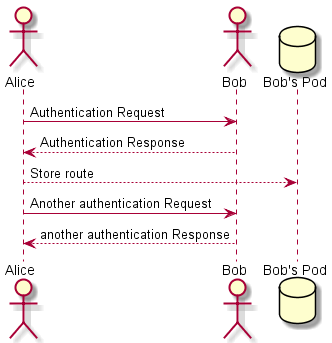 Alice Bob Bob's Pod
Authentication Request
Authentication Response
Store route
Another authentication Request
another authentication Response
Alice Bob Bob's Pod